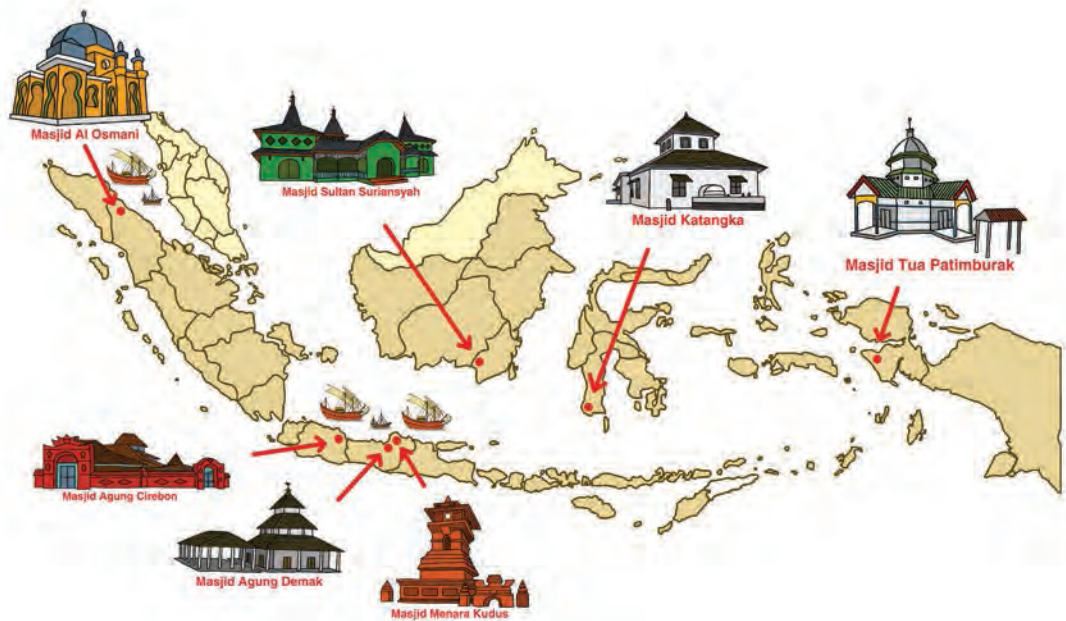 Masjid Al Osmani
Masjid Sultan Suriansyah
Masjid Katangka
Masjid Tua Patimburak
Masjid Agung Cirebon
Masjid Agung Demak
Masjid Menara Kudus